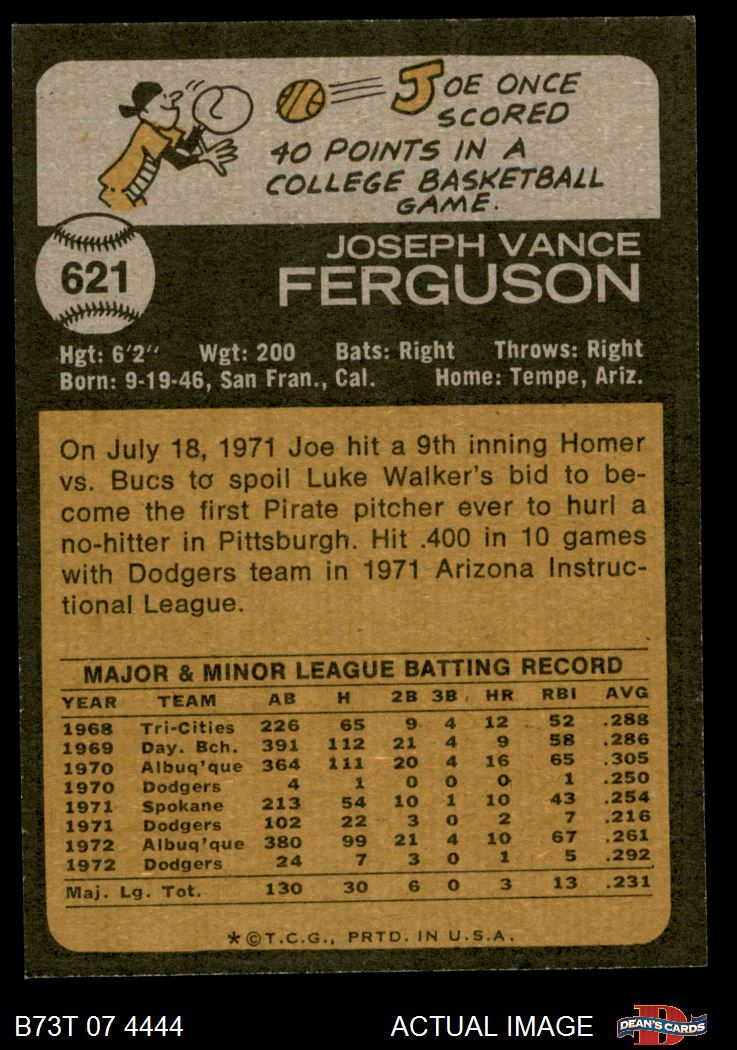 JOE ONCE
SCORED
40 POINTS IN A
COLLEGE BASKETBALL
GAME.
621
JOSEPH VANCE
FERGUSON
Hgt: 6'2" Wgt: 200 Bats: Right Throws: Right
Born: 9-19-46, San Fran., Cal. Home: Tempe, Ariz.
On July 18, 1971 Joe hit a 9th inning Homer
vs. Bucs to spoil Luke Walker's bid to be-
come the first Pirate pitcher ever to hurl a
no-hitter in Pittsburgh. Hit .400 in 10 games
with Dodgers team in 1971 Arizona Instruc-
tional League.
MAJOR & MINOR LEAGUE BATTING RECORD
YEAR TEAM AB H 2B 3B HR RBI AVG
1968 Tri-Cities 226 65 9 4 12 52 .288
1969 Day. Bch. 391 112 21 4 9 58 .286
1970 Albuq'que 364 111 20 4 16 65 .305
1970 Dodgers 4 1 0 0 0 1 .250
1971 Spokane 213 54 10 1 10 43 .254
1971 Dodgers 102 22 3 0 2 7 .216
1972 Albuq'que 380 99 21 4 10 67 .261
1972 Dodgers 24 7 3 0 1 5 .292
Maj. Lg. Tot. 130 30 6 0 3 13 .231
*©T.C.G., PRTD. IN U.S.A.
B73T 07 4444 ACTUAL IMAGE
D
DEAN'S CARDS